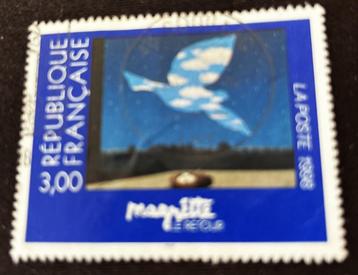 RÉPUBLIQUE
FRANÇAISE
3,00
LA POSTE 1998
magritte
LE RETOUR